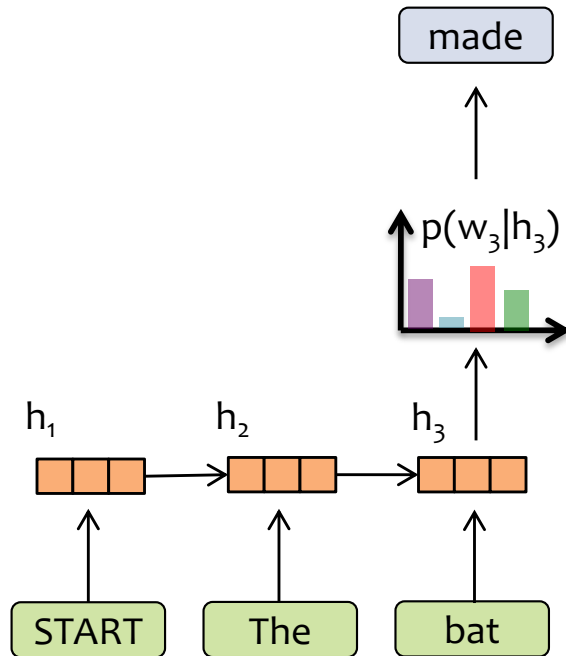 made
p(w₃|h₃)
h₁ h₂ h₃
START The bat